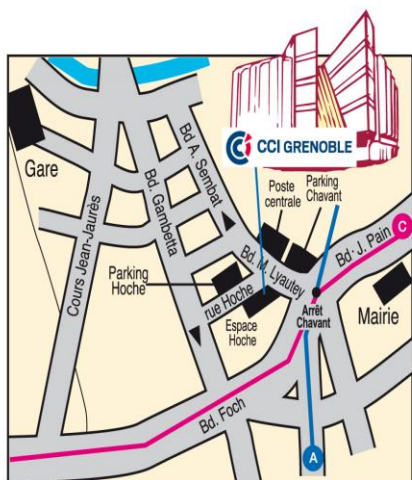 CCI GRENOBLE
Gare
Cours Jean-Jaurès
Bd. Gambetta
Bd A. Sembat
Poste
centrale
Parking
Chavant
Bd. M. Lyautey
Bd. J. Pain
C
Parking
Hoche
rue Hoche
Espace
Hoche
Arrêt
Chavant
Mairie
Bd. Foch
A